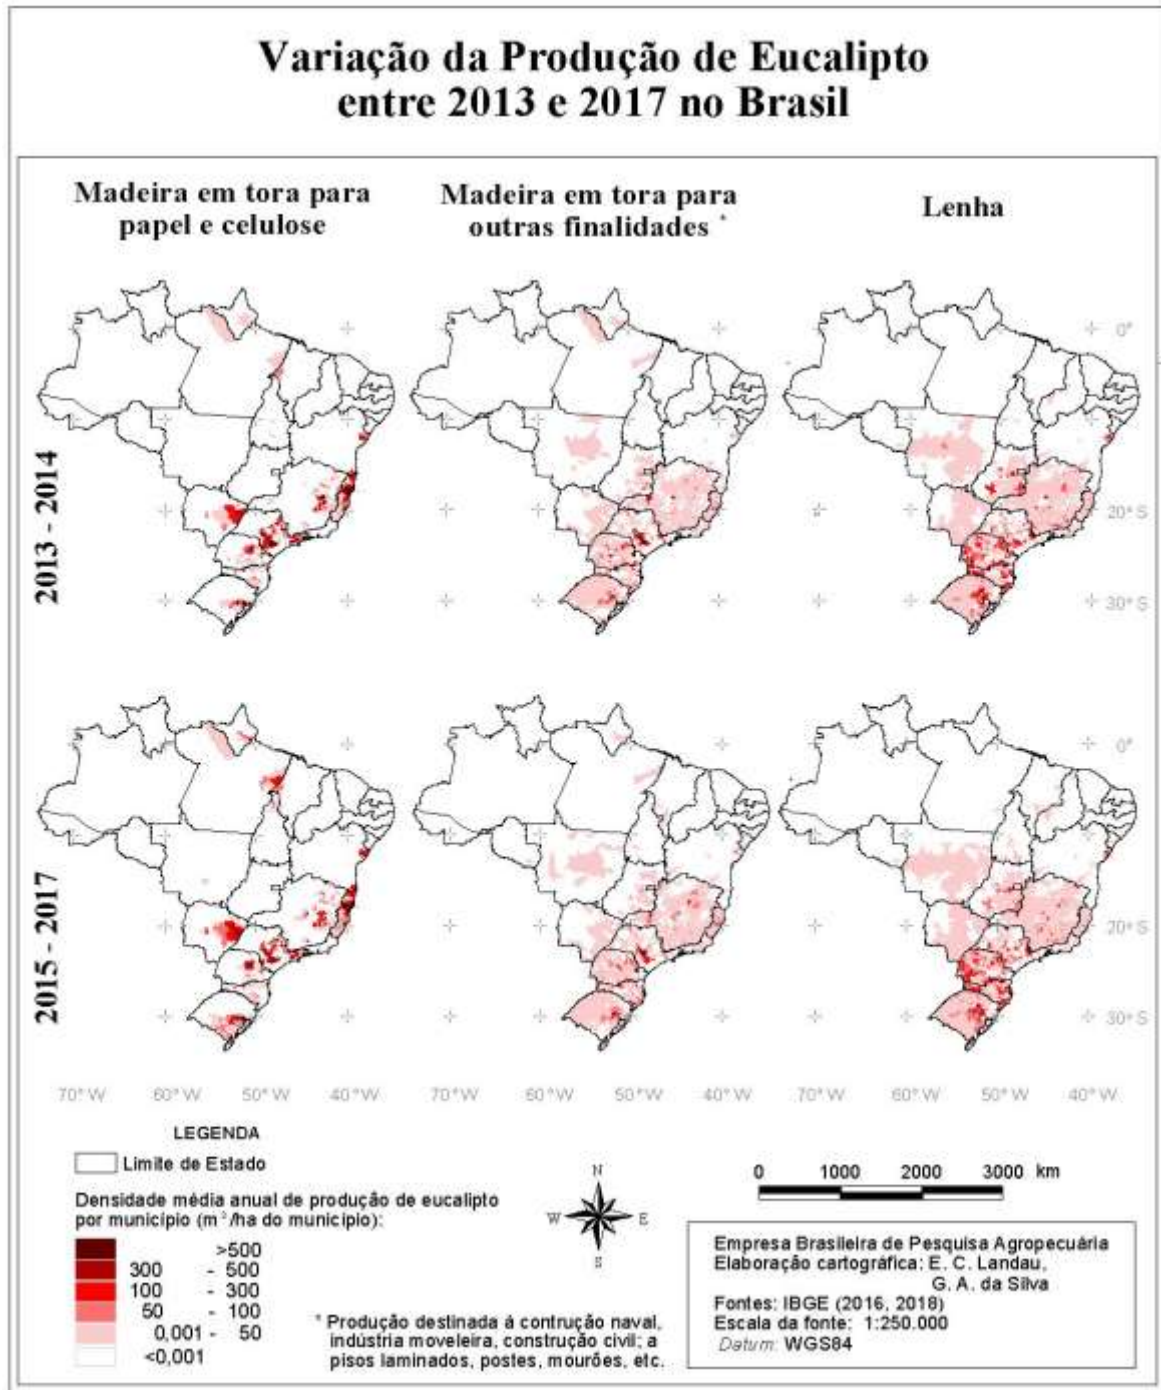 Variação da Produção de Eucalipto
entre 2013 e 2017 no Brasil
Madeira em tora para
papel e celulose
Madeira em tora para
outras finalidades *
Lenha
2013 - 2014
0°
20° S
30° S
2015 - 2017
0°
20° S
30° S
70° W 60° W 50° W 40° W 70° W 60° W 50° W 40° W 70° W 60° W 50° W 40° W
LEGENDA
Limite de Estado
Densidade média anual de produção de eucalipto
por município (m³/ha do município):
>500
300 - 500
100 - 300
50 - 100
0,001 - 50
<0,001
N
W E
S
* Produção destinada á contrução naval,
indústria moveleira, construção civil; a
pisos laminados, postes, mourões, etc.
0 1000 2000 3000 km
Empresa Brasileira de Pesquisa Agropecuária
Elaboração cartográfica: E. C. Landau,
G. A. da Silva
Fontes: IBGE (2016, 2018)
Escala da fonte: 1:250.000
Datum: WGS84